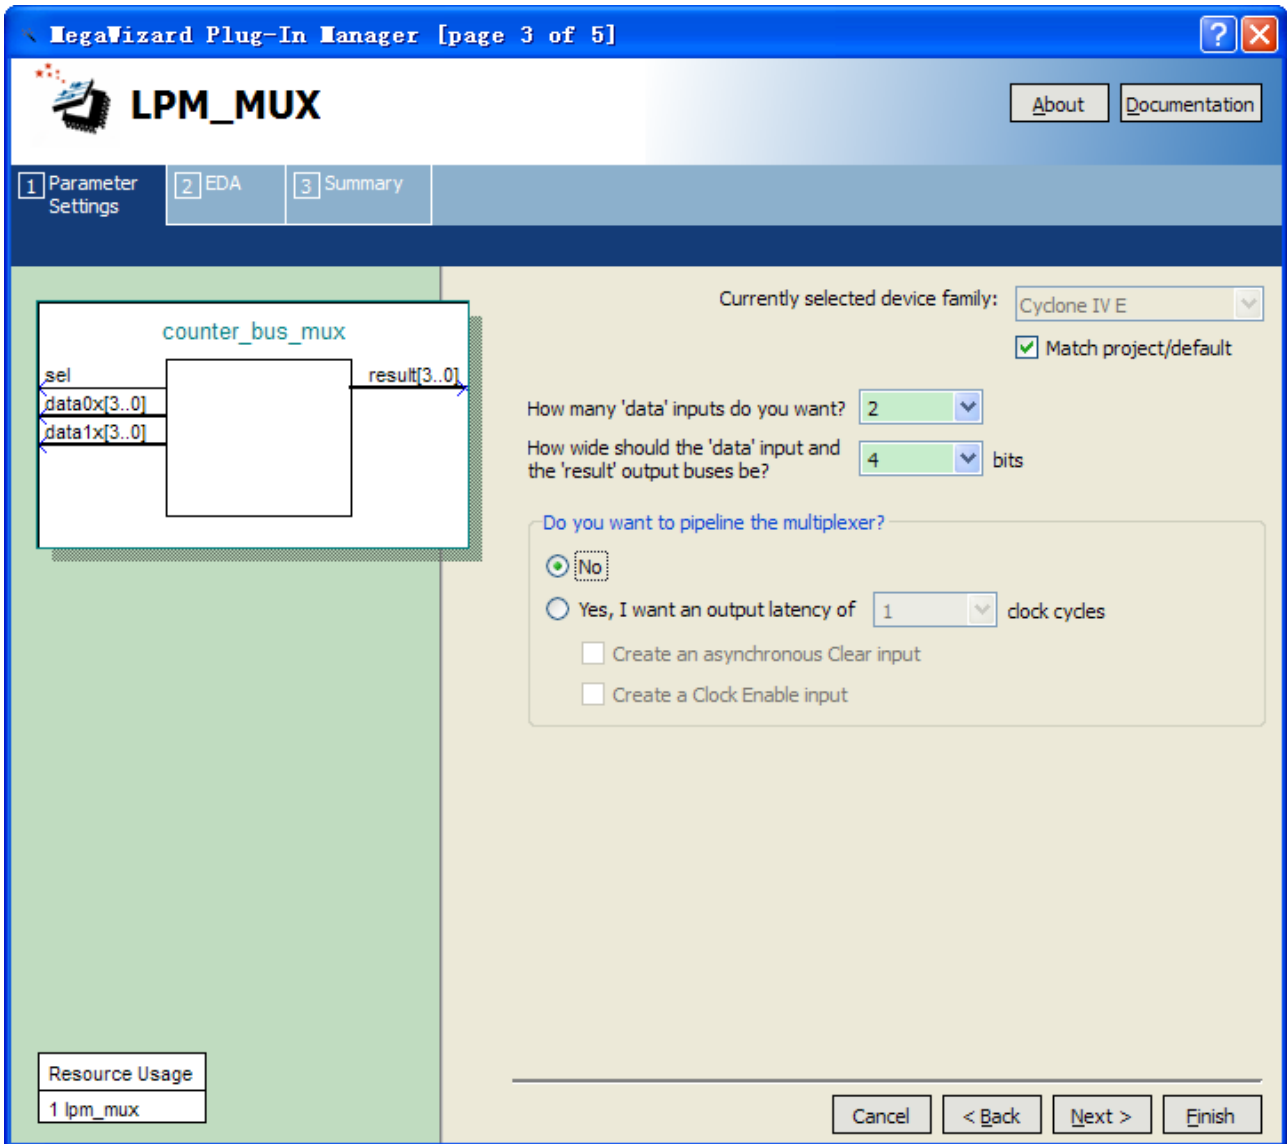 MegaWizard Plug-In Manager [page 3 of 5]
LPM_MUX
About
Documentation
1 Parameter Settings
2 EDA
3 Summary
Currently selected device family:
Cyclone IV E
Match project/default
counter_bus_mux
sel
result[3..0]
data0x[3..0]
data1x[3..0]
How many 'data' inputs do you want?
2
How wide should the 'data' input and
the 'result' output buses be?
4
bits
Do you want to pipeline the multiplexer?
No
Yes, I want an output latency of
1
clock cycles
Create an asynchronous Clear input
Create a Clock Enable input
Resource Usage
1 lpm_mux
Cancel
< Back
Next >
Finish